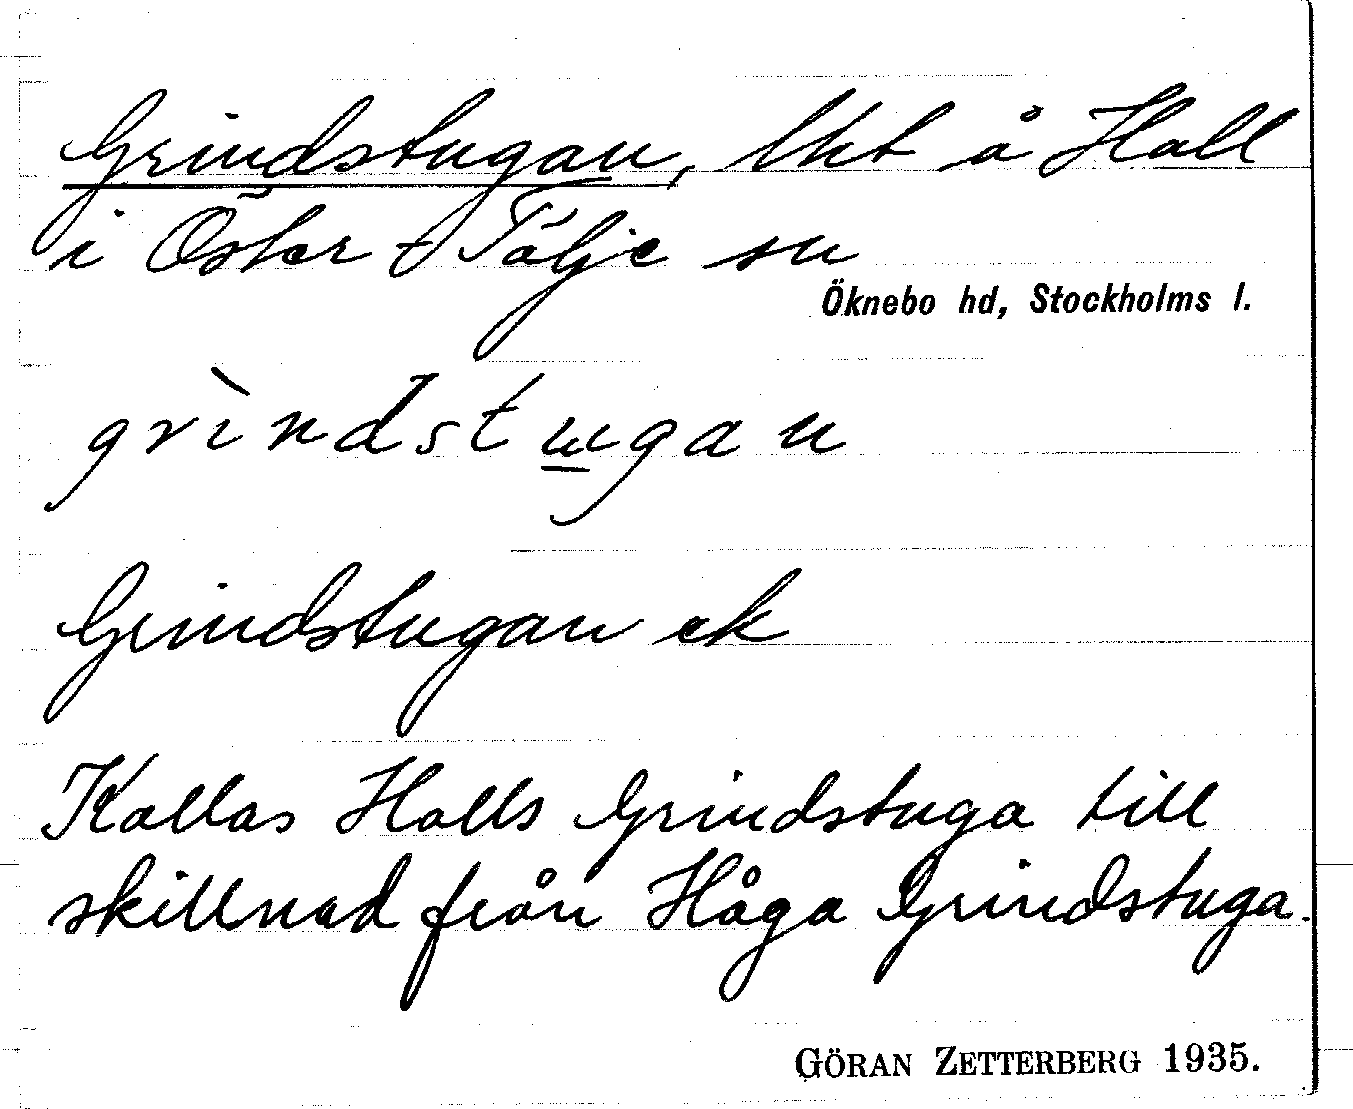 Grindstugan, lht å Hall
i Öster-Tälje sn
Öknebo hd, Stockholms l.
grìndstugan
Grindstugan ek
Kallas Halls Grindstuga till
skillnad från Håga Grindstuga.
GÖRAN ZETTERBERG 1935.